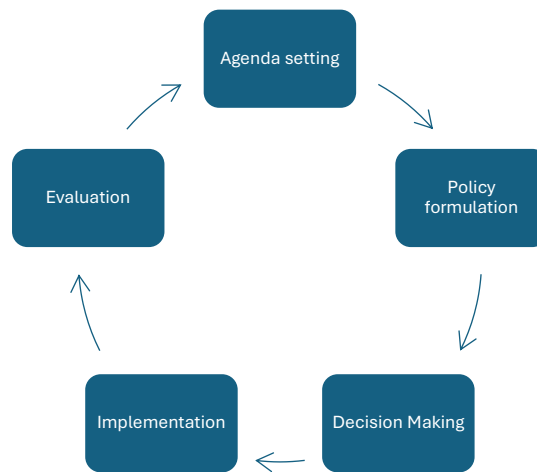 Agenda setting
Policy
formulation
Decision Making
Implementation
Evaluation